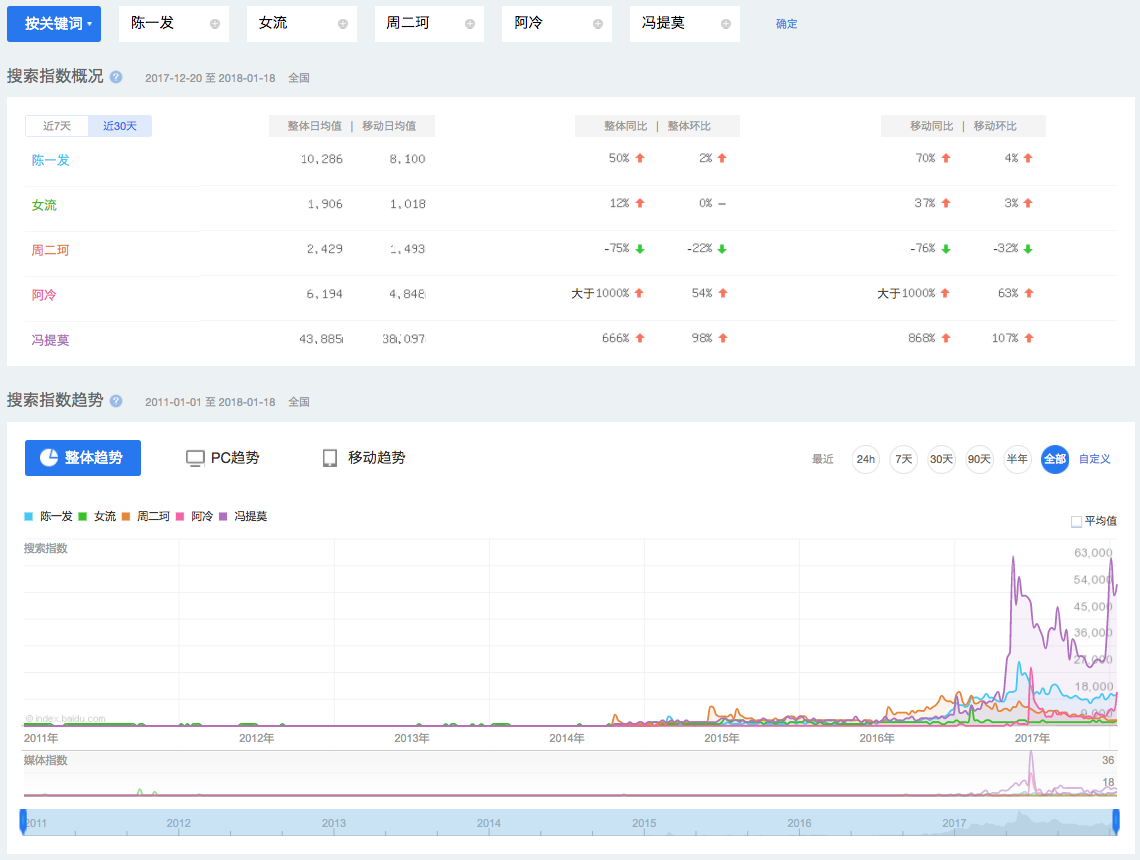 按关键词 陈一发 女流 周二珂 阿冷 冯提莫 确定
搜索指数概况 ? 2017-12-20 至 2018-01-18 全国
近7天 近30天 整体日均值 | 移动日均值 整体同比 | 整体环比 移动同比 | 移动环比
陈一发 10,286 8,100 50% 2% 70% 4%
女流 1,906 1,018 12% 0% 37% 3%
周二珂 2,429 1,493 -75% -22% -76% -32%
阿冷 6,194 4,848 大于1000% 54% 大于1000% 63%
冯提莫 43,885 38,097 666% 98% 868% 107%
搜索指数趋势 ? 2011-01-01 至 2018-01-18 全国
整体趋势 PC趋势 移动趋势 最近 24h 7天 30天 90天 半年 全部 自定义
陈一发 女流 周二珂 阿冷 冯提莫 平均值
搜索指数
63,000
54,000
45,000
36,000
27,000
18,000
9,000
© index.baidu.com
2011年 2012年 2013年 2014年 2015年 2016年 2017年
媒体指数 36
18
2011 2012 2013 2014 2015 2016 2017